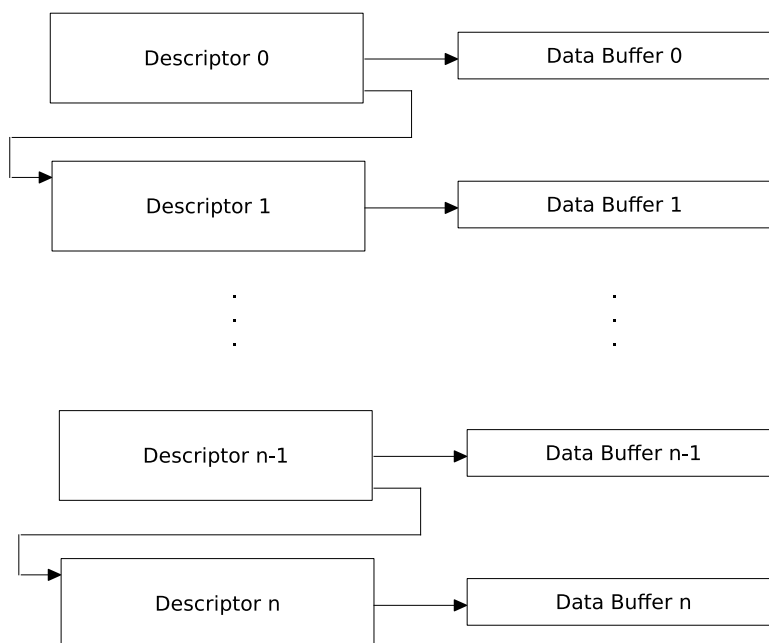 Descriptor 0
Data Buffer 0
Descriptor 1
Data Buffer 1
Descriptor n-1
Data Buffer n-1
Descriptor n
Data Buffer n